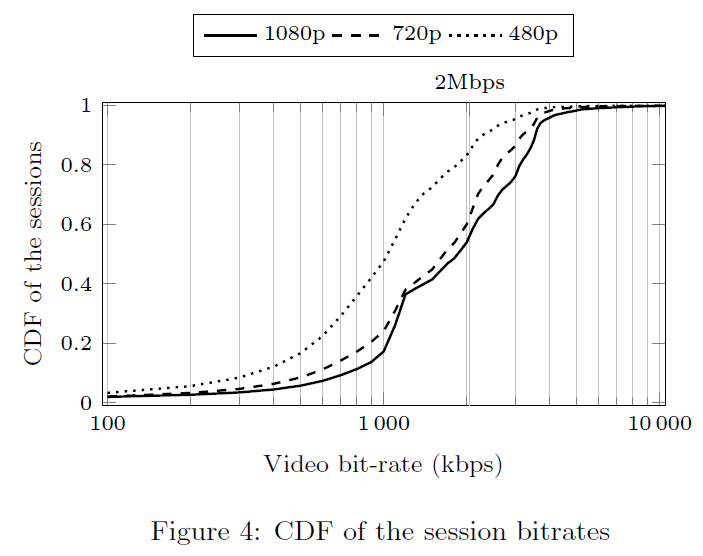 1080p 720p 480p
2Mbps
1
0.8
0.6
0.4
0.2
0
CDF of the sessions
100 1 000 10 000
Video bit-rate (kbps)
Figure 4: CDF of the session bitrates